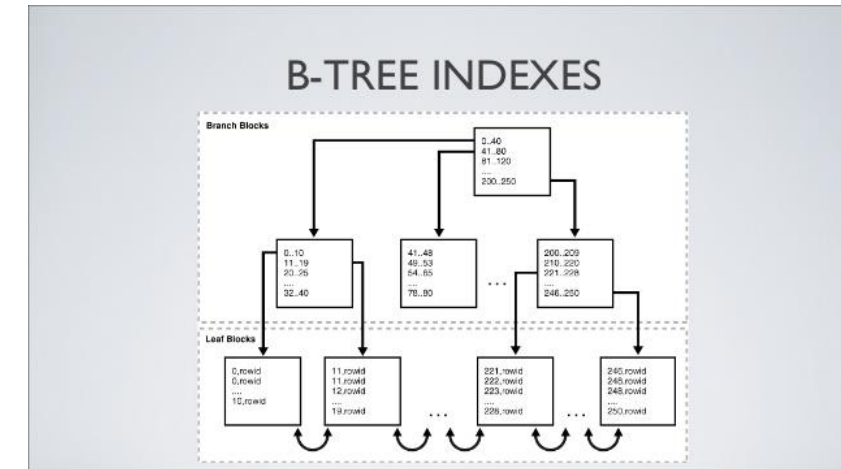 B-TREE INDEXES
Branch Blocks
0..40
41..80
81..120
....
200..250
0..10
11..19
20..25
....
32..40
41..48
49..53
54..65
....
78..80
...
200..209
210..220
221..228
....
246..250
Leaf Blocks
0,rowid
0,rowid
....
10,rowid
11,rowid
11,rowid
12,rowid
....
19,rowid
...
221,rowid
222,rowid
223,rowid
....
228,rowid
...
246,rowid
248,rowid
248,rowid
....
250,rowid